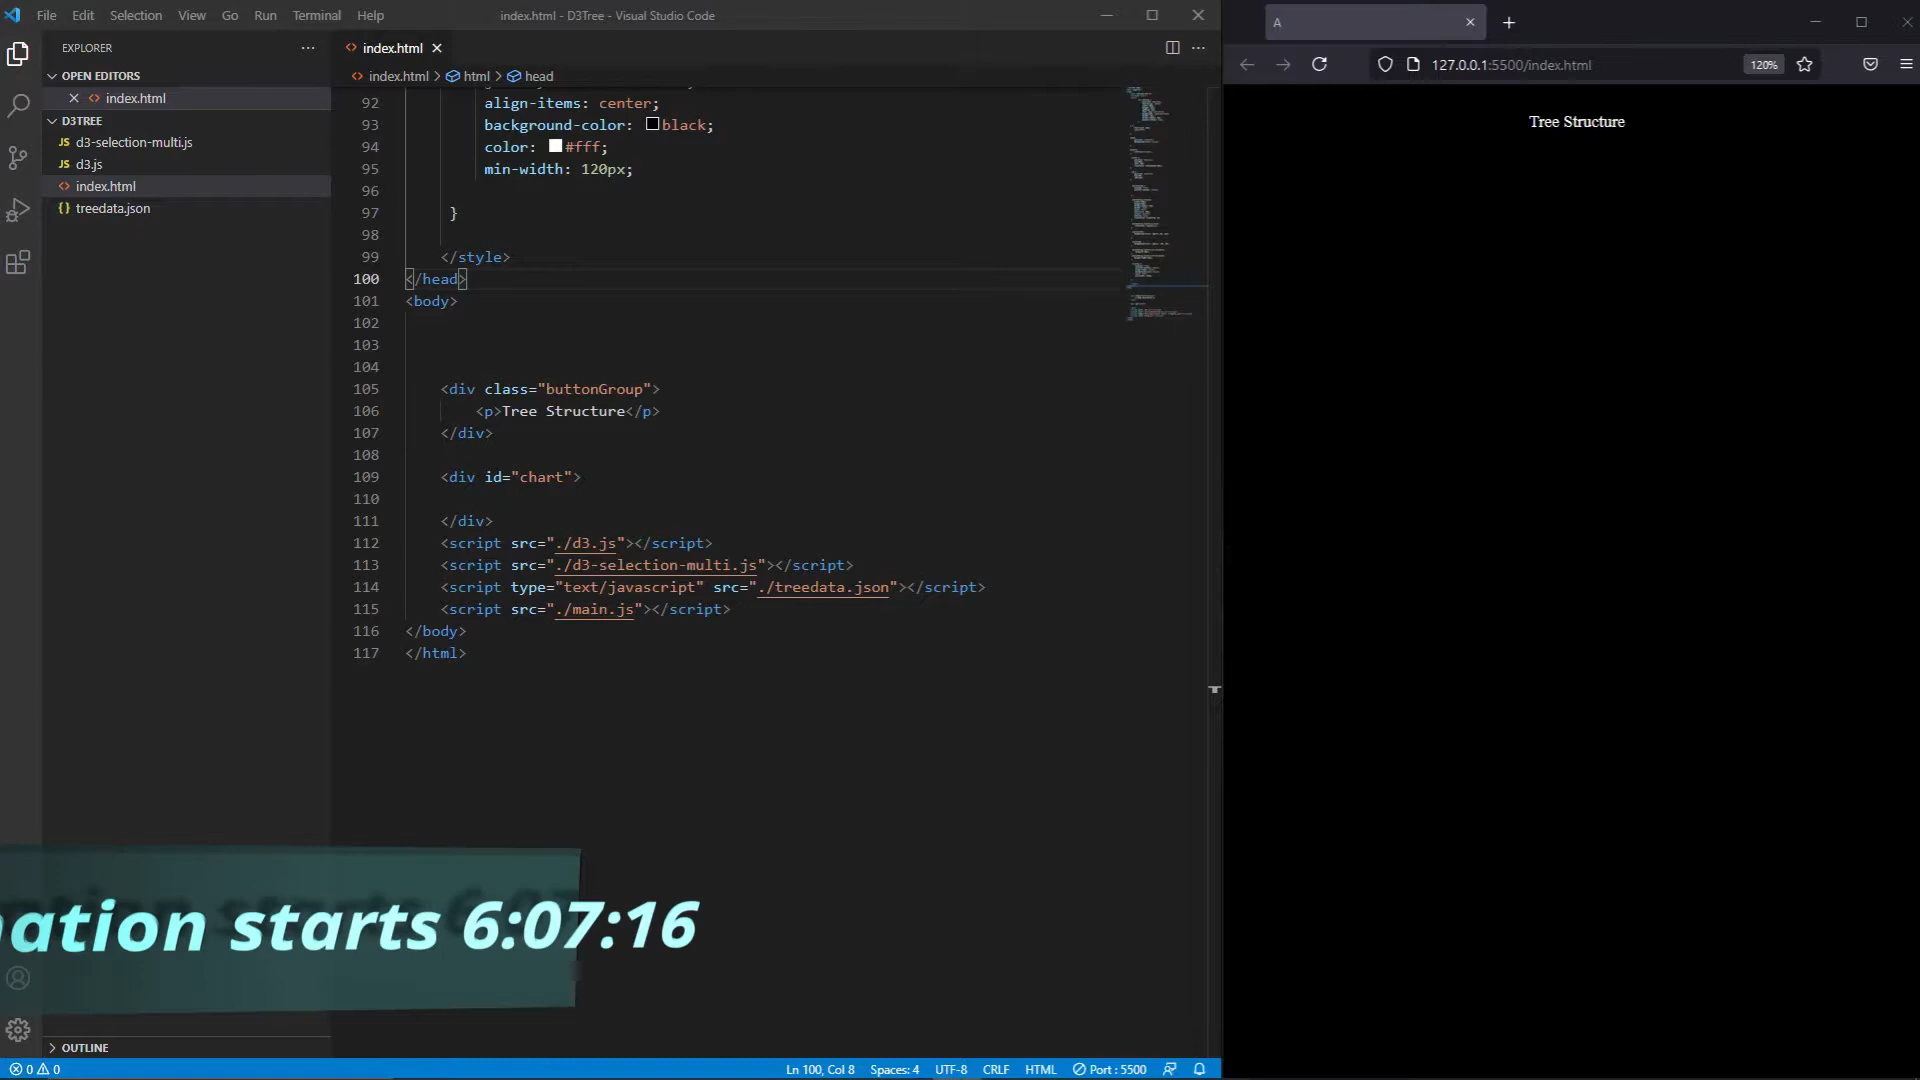 File Edit Selection View Go Run Terminal Help
index.html - D3Tree - Visual Studio Code
EXPLORER
OPEN EDITORS
index.html
D3TREE
JS d3-selection-multi.js
JS d3.js
<> index.html
{} treedata.json
OUTLINE
index.html
index.html > html > head
92 align-items: center;
93 background-color: black;
94 color: #fff;
95 min-width: 120px;
96
97 }
98
99 </style>
100 </head>
101 <body>
102
103
104
105 <div class="buttonGroup">
106 <p>Tree Structure</p>
107 </div>
108
109 <div id="chart">
110
111 </div>
112 <script src="./d3.js"></script>
113 <script src="./d3-selection-multi.js"></script>
114 <script type="text/javascript" src="./treedata.json"></script>
115 <script src="./main.js"></script>
116 </body>
117 </html>
ation starts 6:07:16
0 0
Ln 100, Col 8 Spaces: 4 UTF-8 CRLF HTML Port : 5500
A
127.0.0.1:5500/index.html
120%
Tree Structure